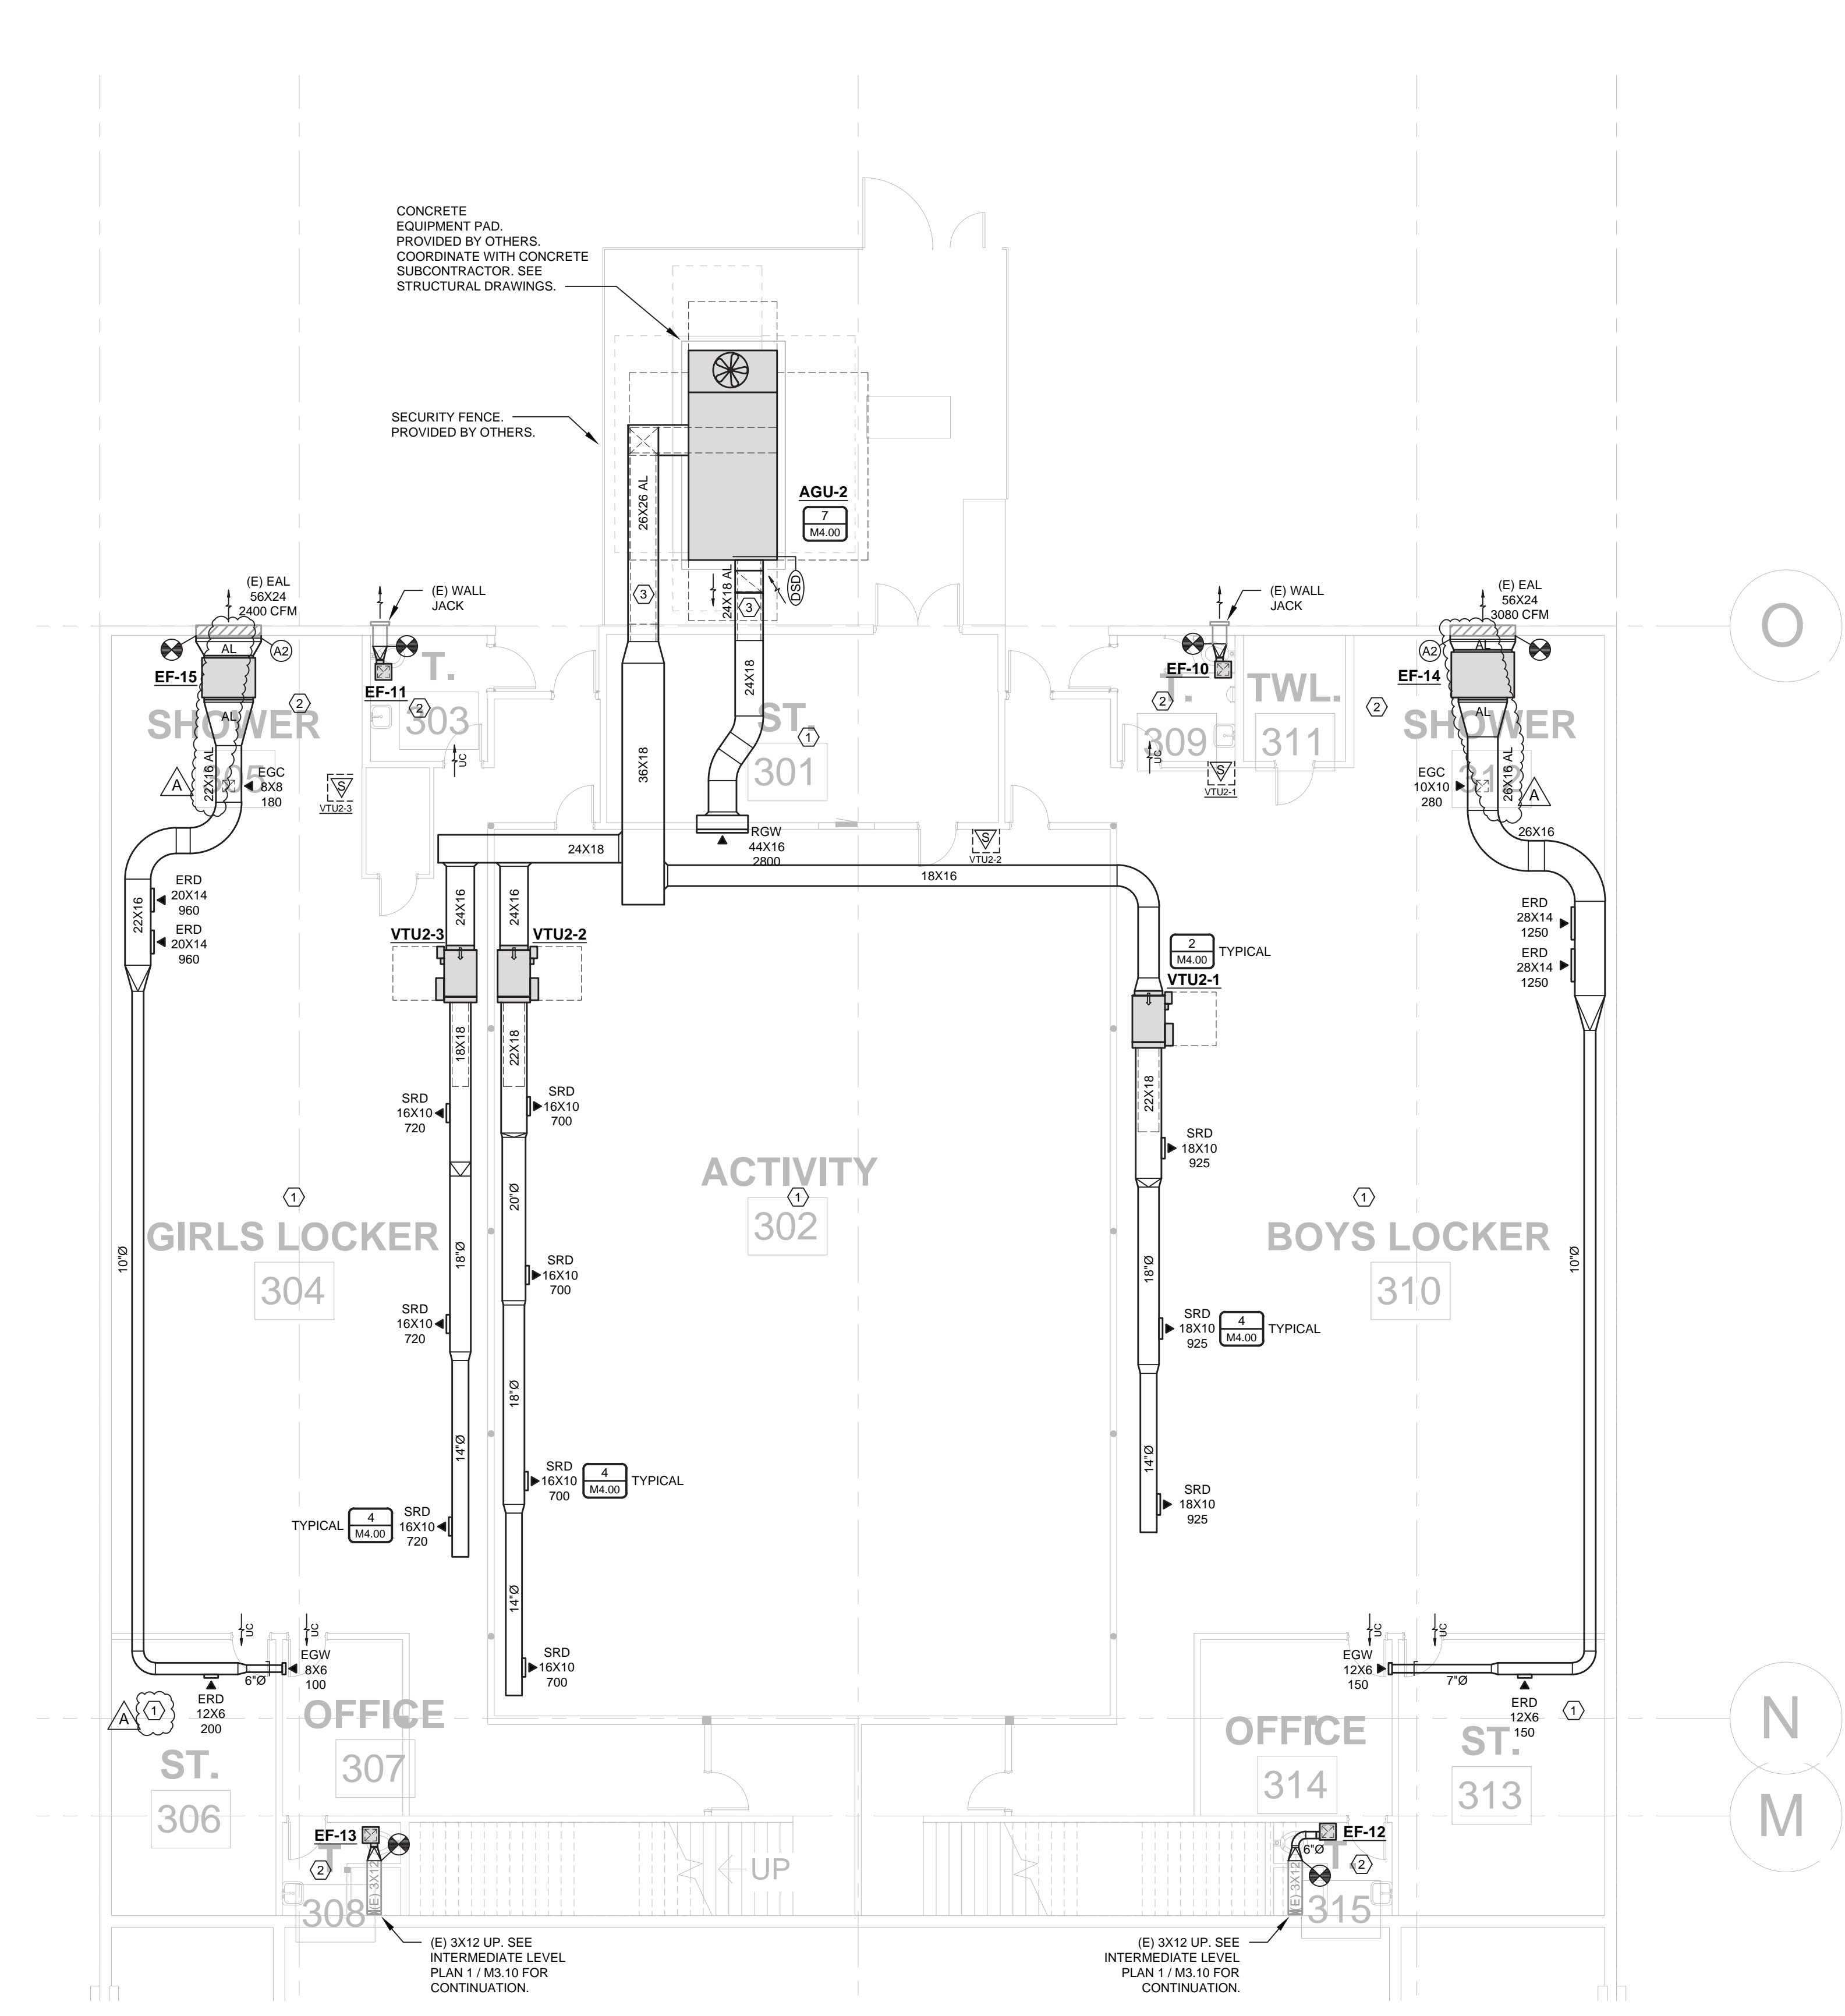 CONCRETE
EQUIPMENT PAD.
PROVIDED BY OTHERS.
COORDINATE WITH CONCRETE
SUBCONTRACTOR. SEE
STRUCTURAL DRAWINGS.
SECURITY FENCE.
PROVIDED BY OTHERS.
26X26 AL
AGU-2
7
M4.00
3
24X18 AL
3
DSD
(E) EAL
56X24
2400 CFM
(E) WALL
JACK
(E) WALL
JACK
(E) EAL
56X24
3080 CFM
O
AL
A2
EF-15
AL
22X16 AL
2
SHOWER
305
A
EGC
8X8
180
EF-11
T.
2
303
UC
S
VTU2-3
36X18
24X18
ST.
1
301
EF-10
T.
2
309
UC
S
VTU2-1
TWL.
311
2
A2
AL
EF-14
AL
26X16 AL
SHOWER
312
EGC
10X10
280
A
26X16
24X18
RGW
44X16
2800
S
VTU2-2
18X16
ERD
20X14
960
22X16
ERD
20X14
960
24X16
24X16
VTU2-3
VTU2-2
2
M4.00
TYPICAL
VTU2-1
ERD
28X14
1250
ERD
28X14
1250
18X18
22X18
22X18
SRD
16X10
720
SRD
16X10
700
SRD
18X10
925
1
GIRLS LOCKER
304
10"Ø
18"Ø
20"Ø
ACTIVITY
1
302
18"Ø
1
BOYS LOCKER
310
10"Ø
SRD
16X10
720
SRD
16X10
700
SRD
18X10
925
4
M4.00
TYPICAL
14"Ø
18"Ø
14"Ø
TYPICAL
4
M4.00
SRD
16X10
720
SRD
16X10
700
4
M4.00
TYPICAL
SRD
18X10
925
14"Ø
SRD
16X10
700
UC
UC
6"Ø
EGW
8X6
100
ERD
12X6
200
A
1
OFFICE
307
ST.
306
UC
UC
EGW
12X6
150
7"Ø
ERD
12X6
150
1
OFFICE
314
ST.
313
N
M
EF-13
T
2
308
(E) 3X12
UP
EF-12
6"Ø
T
2
315
(E) 3X12
(E) 3X12 UP. SEE
INTERMEDIATE LEVEL
PLAN 1 / M3.10 FOR
CONTINUATION.
(E) 3X12 UP. SEE
INTERMEDIATE LEVEL
PLAN 1 / M3.10 FOR
CONTINUATION.